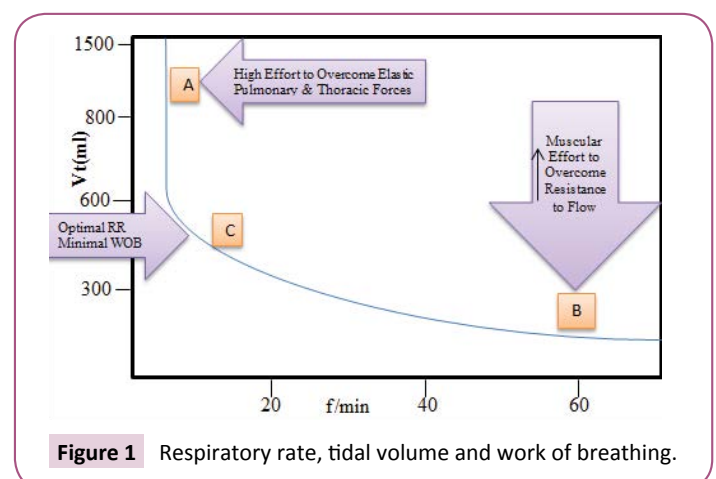 1500
800
600
300
Vt(ml)
A
High Effort to Overcome Elastic
Pulmonary & Thoracic Forces
Muscular
Effort to
Overcome
Resistance
to Flow
Optimal RR
Minimal WOB
C
B
20
f/min
40
60
Figure 1 Respiratory rate, tidal volume and work of breathing.